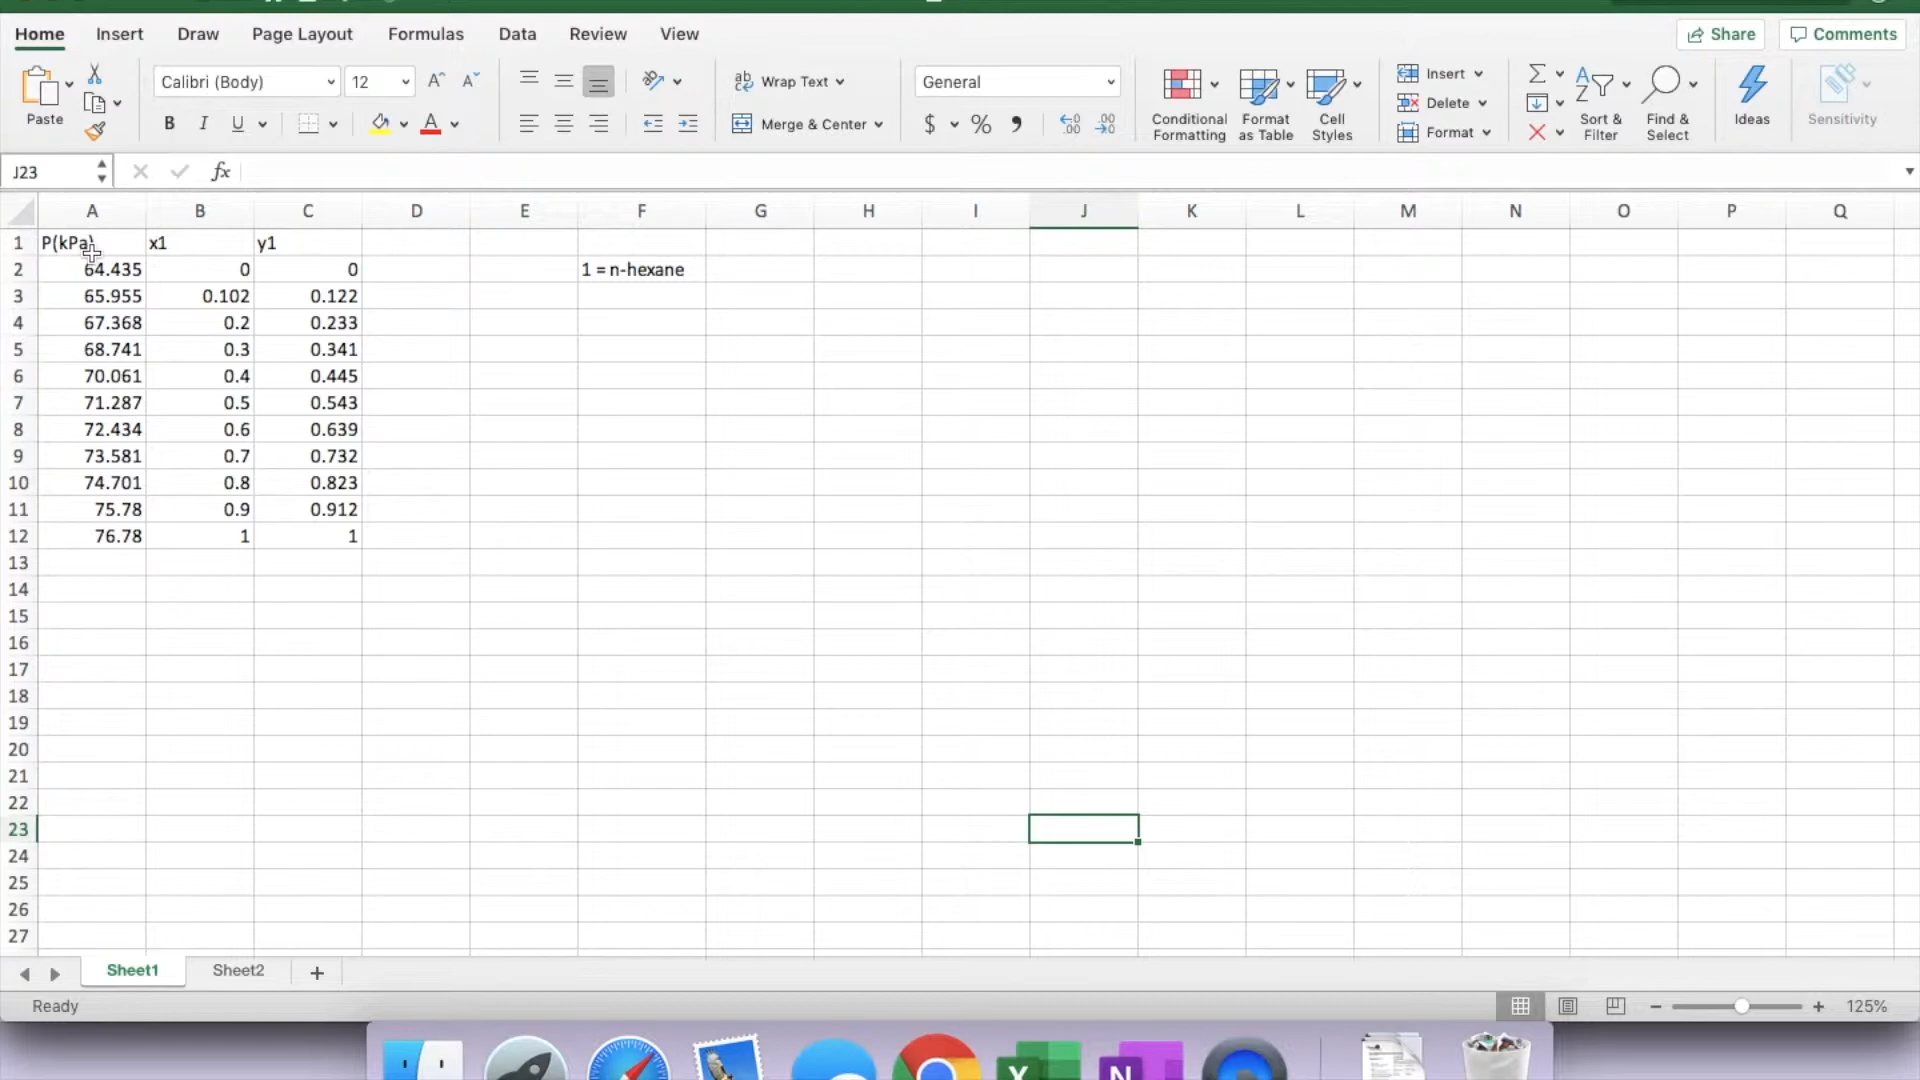 Home Insert Draw Page Layout Formulas Data Review View Share Comments
Paste Calibri (Body) 12 A A Wrap Text General Conditional Formatting Format as Table Cell Styles Insert Delete Format Sort & Filter Find & Select Ideas Sensitivity
B I U A Merge & Center $ %
J23 fx
A B C D E F G H I J K L M N O P Q
1 P(kPa) x1 y1
2 64.435 0 0 1 = n-hexane
3 65.955 0.102 0.122
4 67.368 0.2 0.233
5 68.741 0.3 0.341
6 70.061 0.4 0.445
7 71.287 0.5 0.543
8 72.434 0.6 0.639
9 73.581 0.7 0.732
10 74.701 0.8 0.823
11 75.78 0.9 0.912
12 76.78 1 1
13
14
15
16
17
18
19
20
21
22
23
24
25
26
27
Sheet1 Sheet2 +
Ready 125%
X N